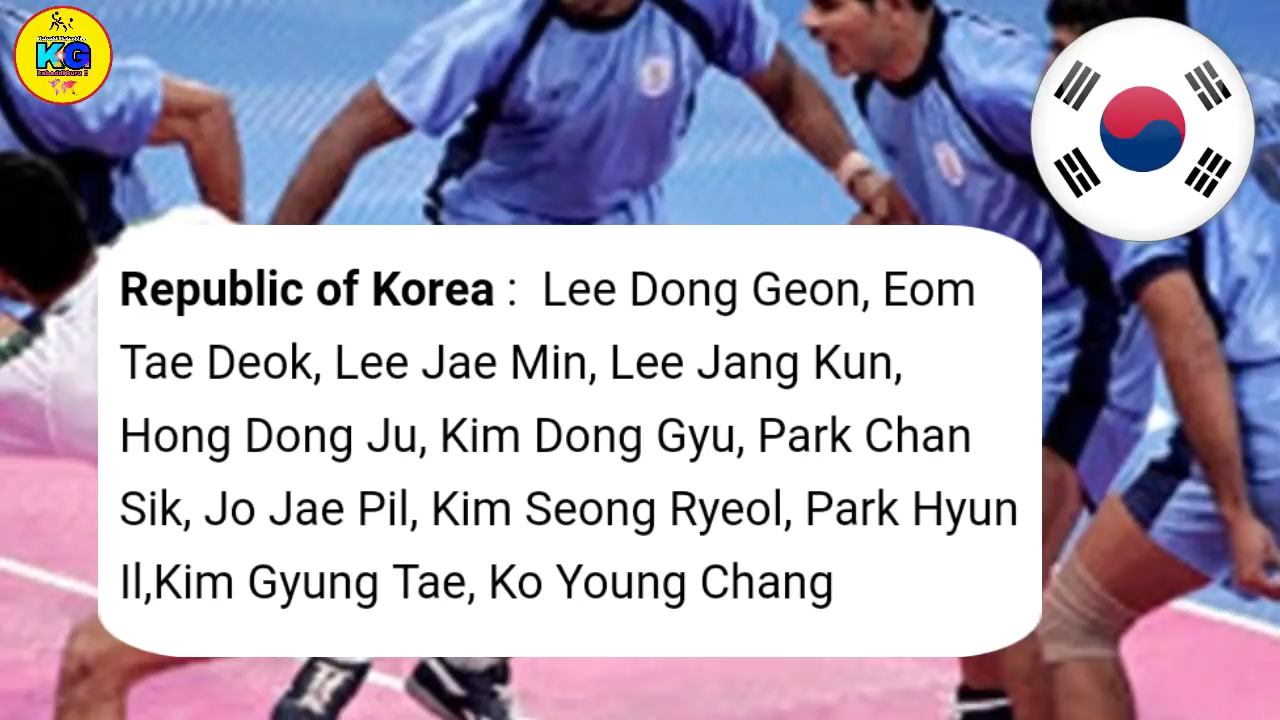 KG
Republic of Korea : Lee Dong Geon, Eom
Tae Deok, Lee Jae Min, Lee Jang Kun,
Hong Dong Ju, Kim Dong Gyu, Park Chan
Sik, Jo Jae Pil, Kim Seong Ryeol, Park Hyun
Il,Kim Gyung Tae, Ko Young Chang